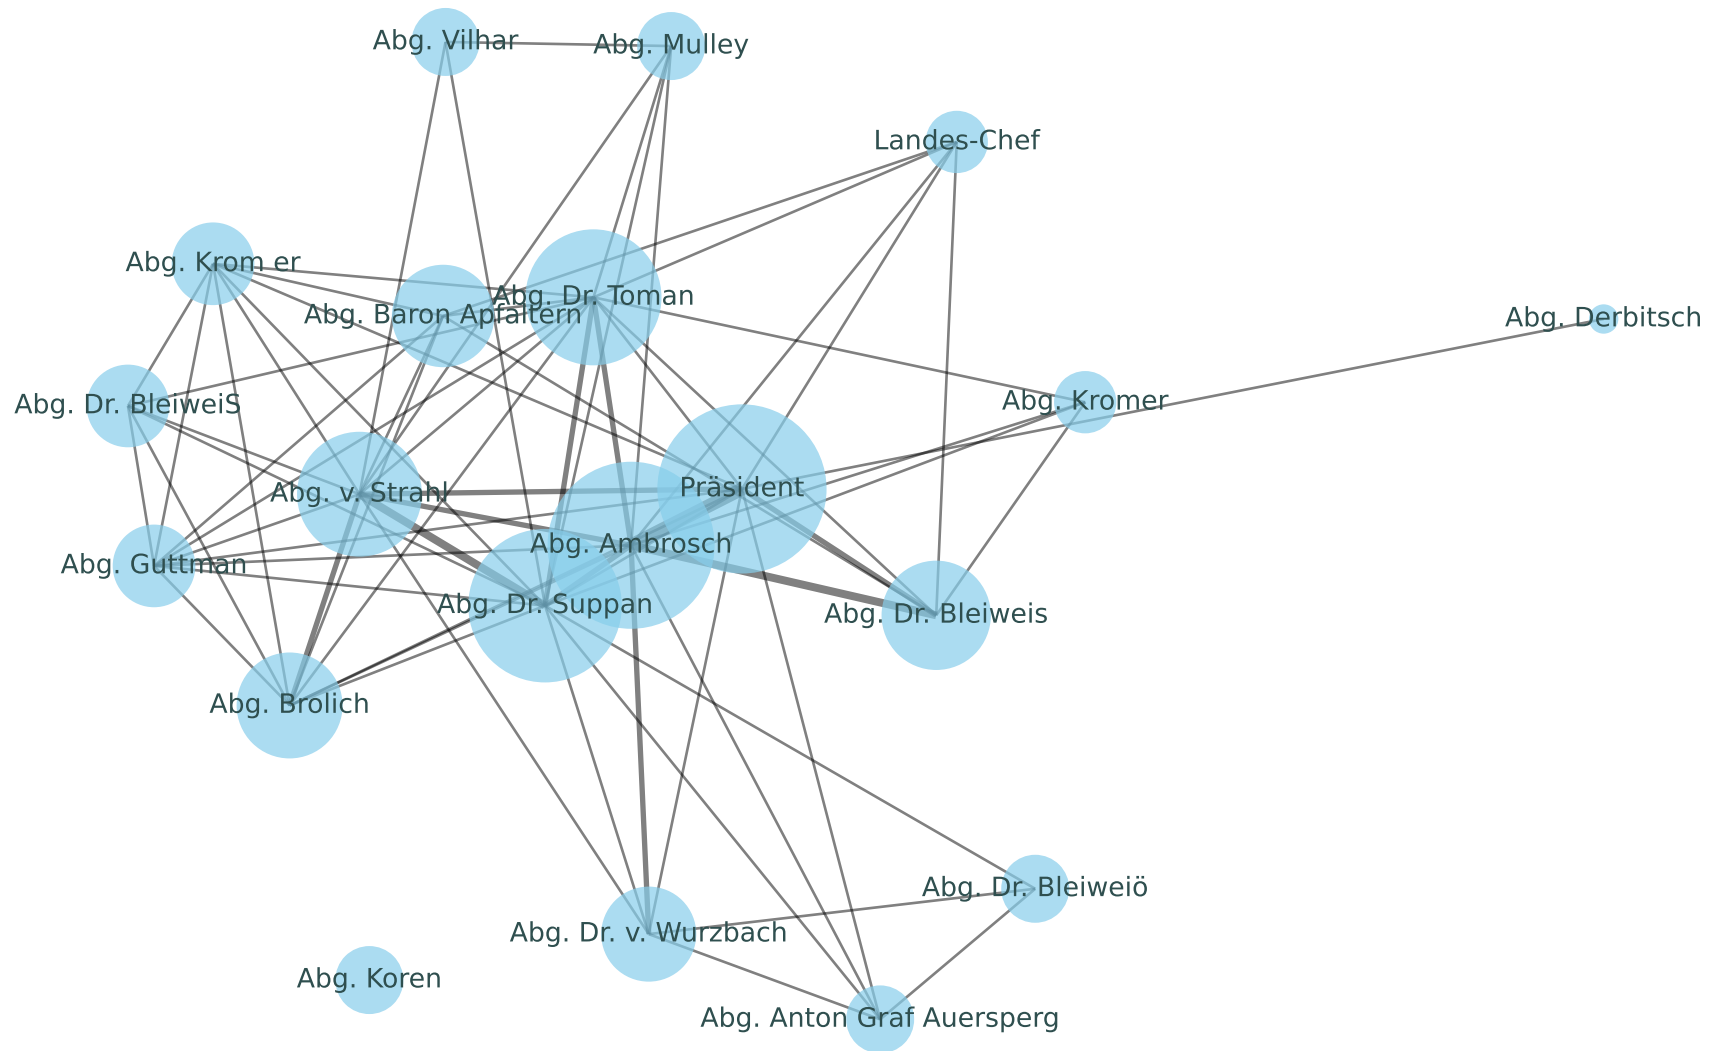 Abg. Vilhar
Abg. Mulley
Landes-Chef
Abg. Krom er
Abg. Dr. Toman
Abg. Baron Apfaltern
Abg. Derbitsch
Abg. Kromer
Abg. Dr. BleiweiS
Abg. v. Strahl
Präsident
Abg. Ambrosch
Abg. Guttman
Abg. Dr. Suppan
Abg. Dr. Bleiweis
Abg. Brolich
Abg. Dr. Bleiweiö
Abg. Dr. v. Wurzbach
Abg. Koren
Abg. Anton Graf Auersperg